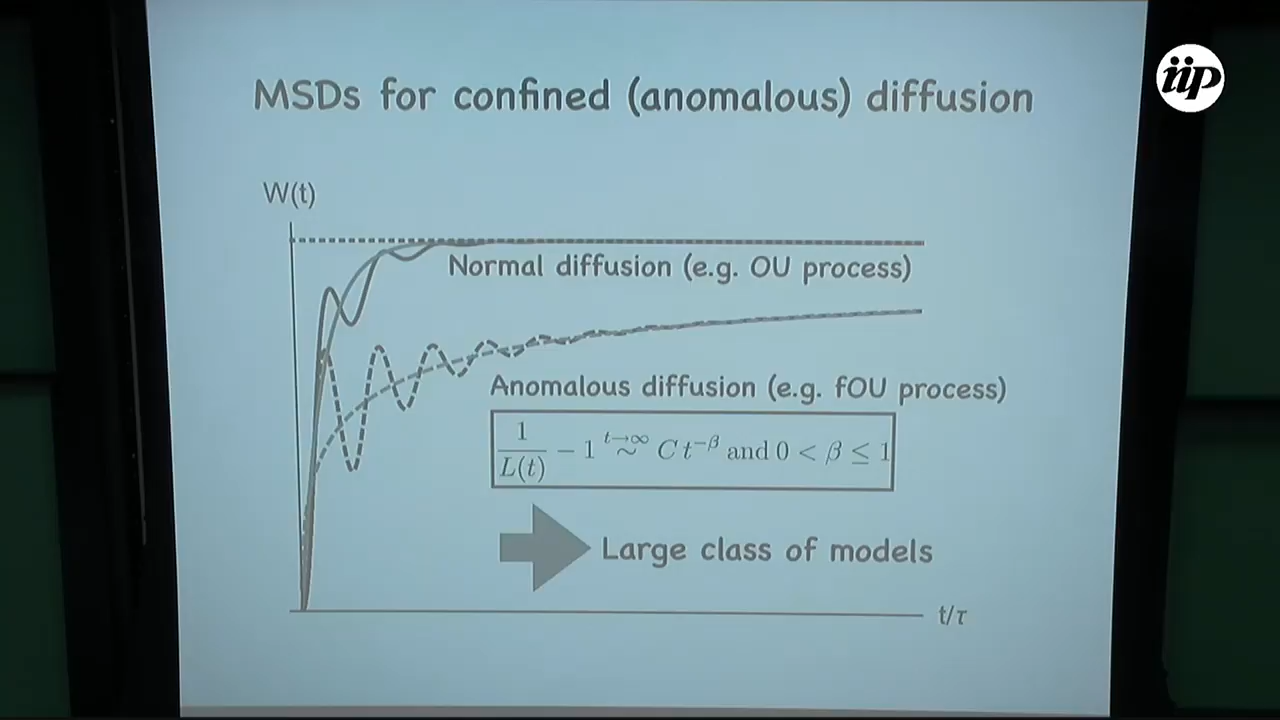 MSDs for confined (anomalous) diffusion
iip
W(t)
Normal diffusion (e.g. OU process)
Anomalous diffusion (e.g. fOU process)
1/L(t) − 1 t→∞ ∼ C t^−β and 0 < β ≤ 1
Large class of models
t/τ